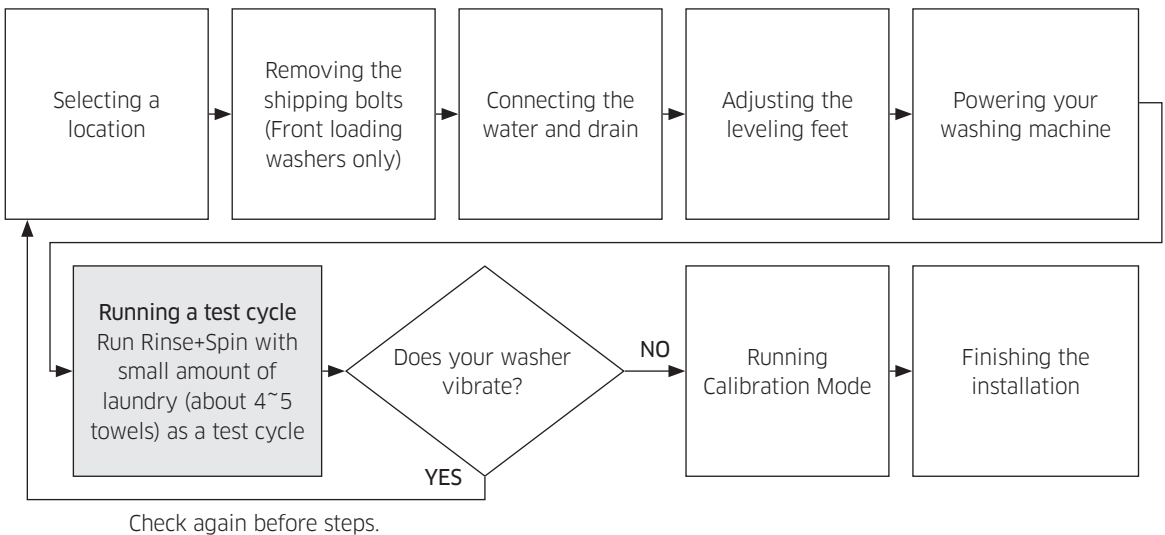 Selecting a
location
Removing the
shipping bolts
(Front loading
washers only)
Connecting the
water and drain
Adjusting the
leveling feet
Powering your
washing machine
Running a test cycle
Run Rinse+Spin with
small amount of
laundry (about 4~5
towels) as a test cycle
Does your washer
vibrate?
NO
Running
Calibration Mode
Finishing the
installation
YES
Check again before steps.